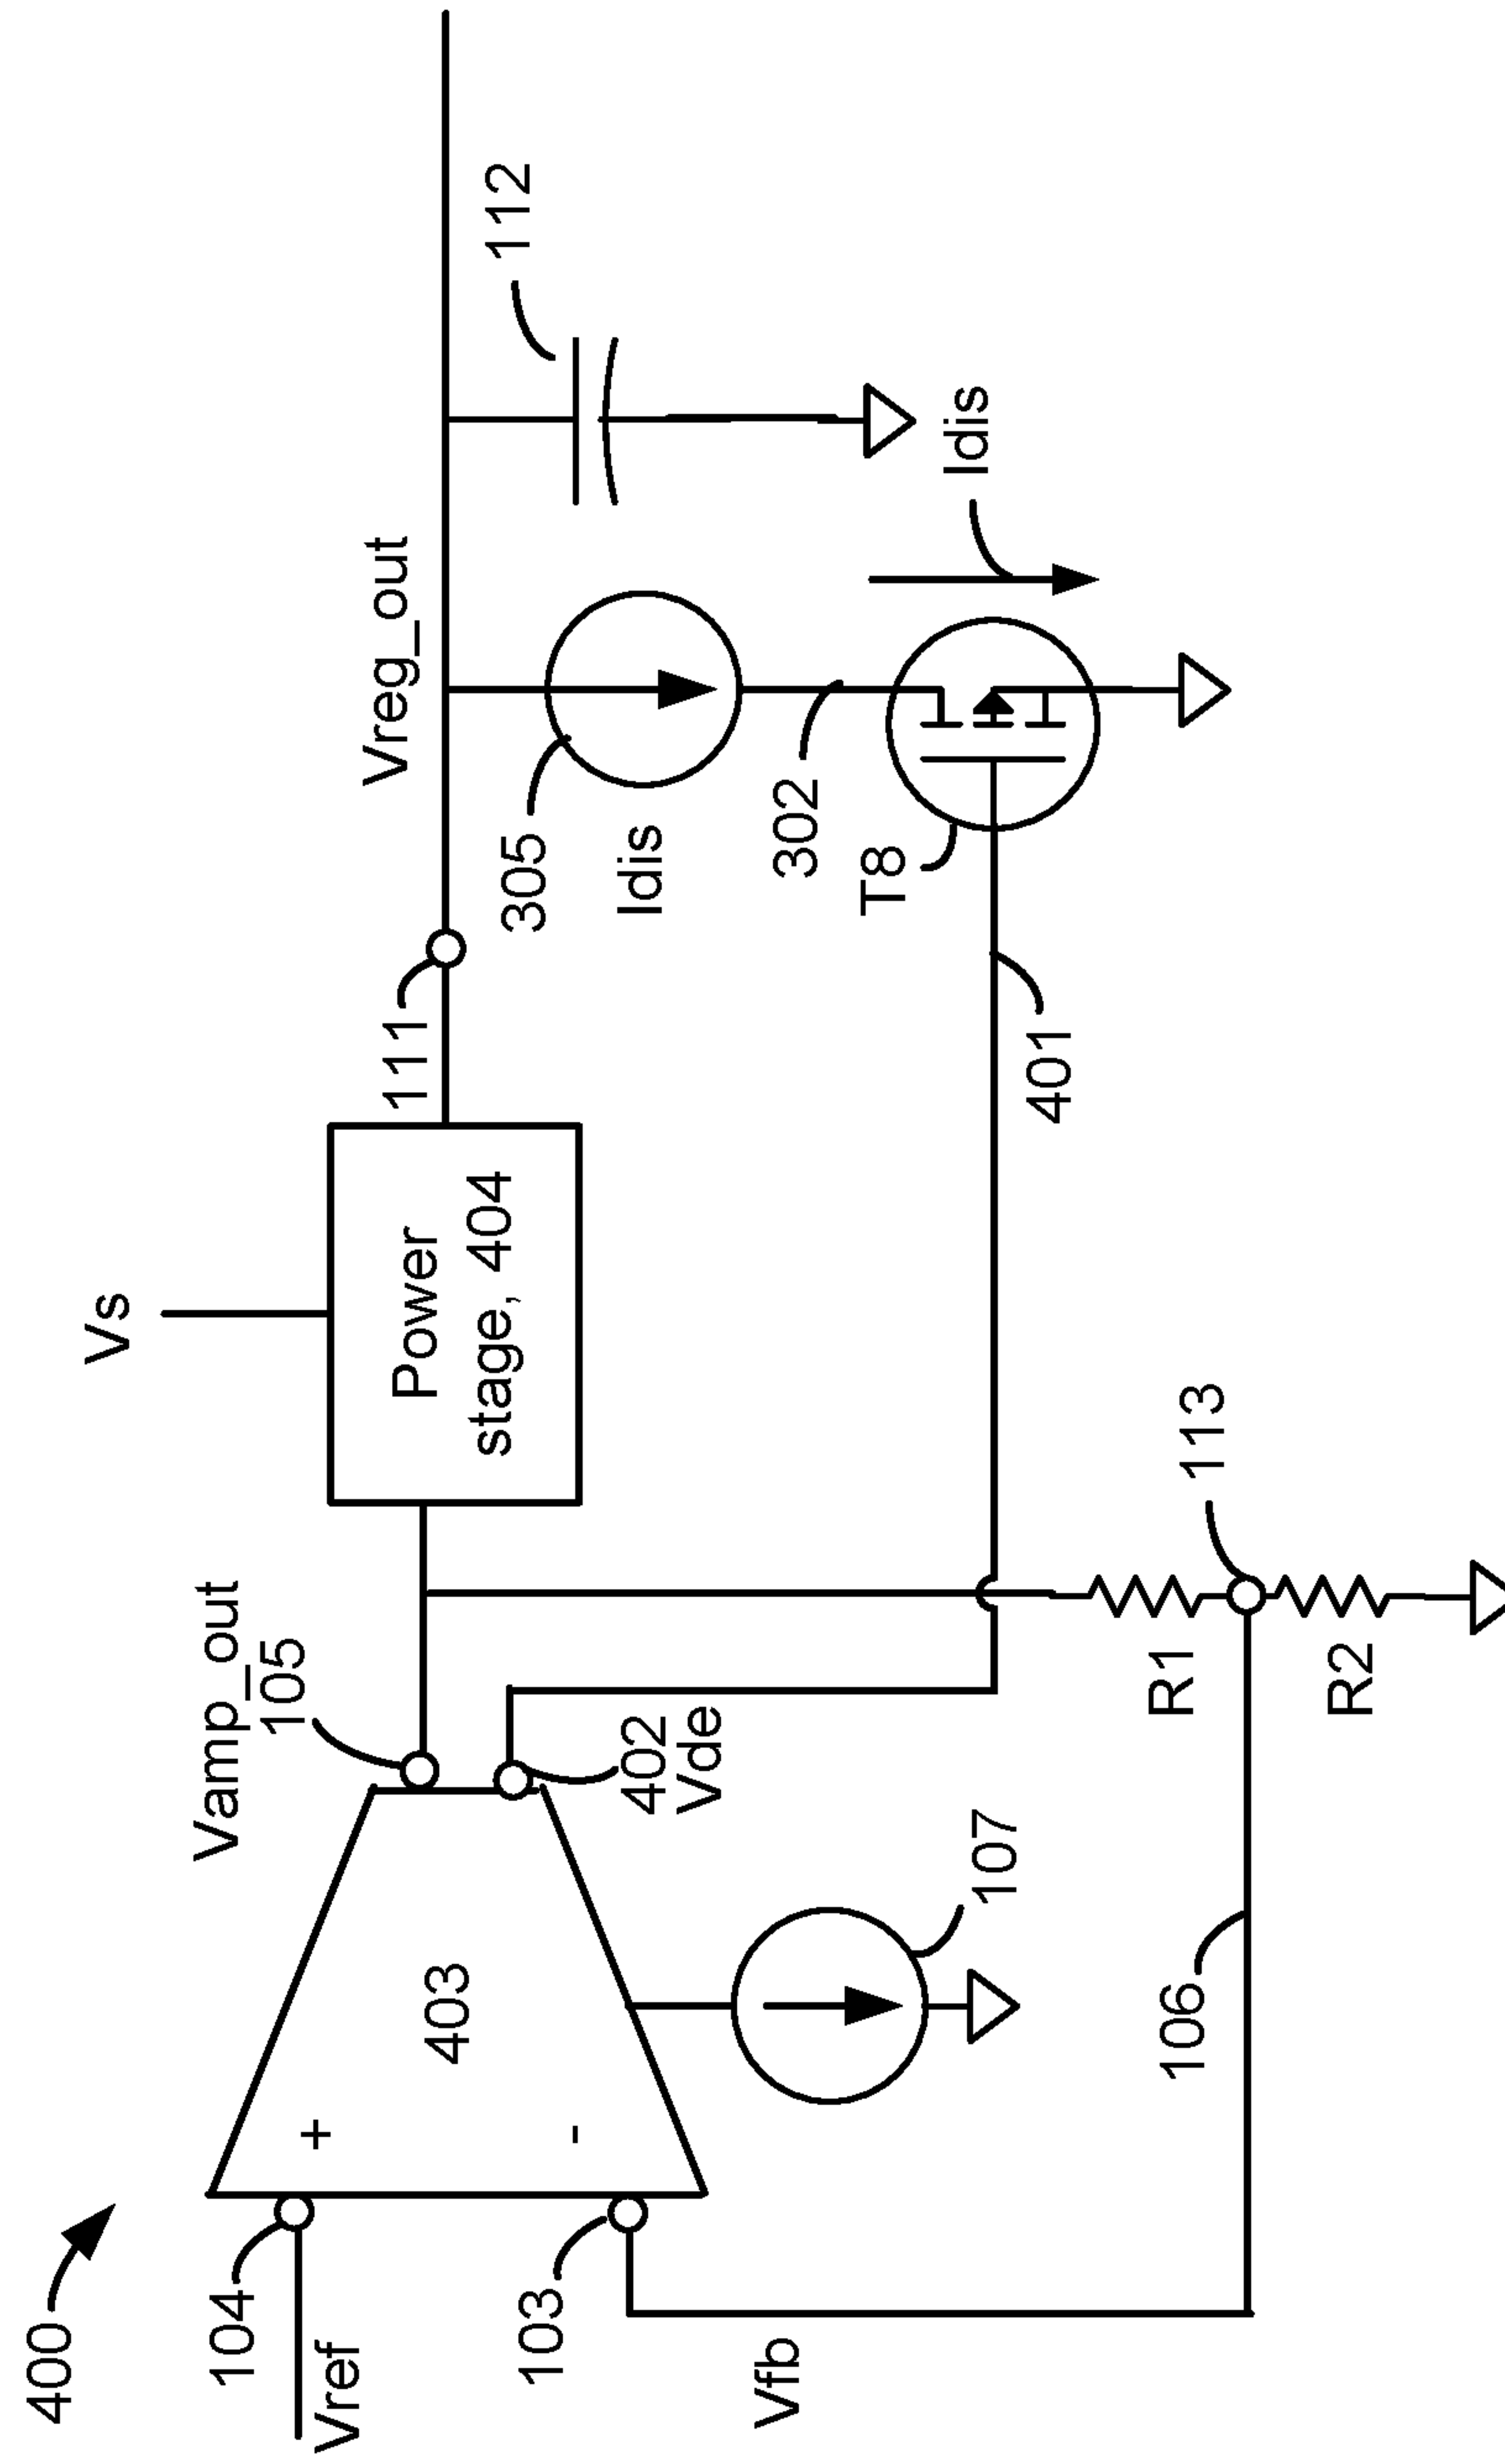 400
Vs
Vreg_out
112
Vamp_out
105
Power
stage, 404
111
305
Idis
302
T8
Idis
104
Vref
+
403
-
103
Vfb
402
Vde
107
401
106
R1
113
R2